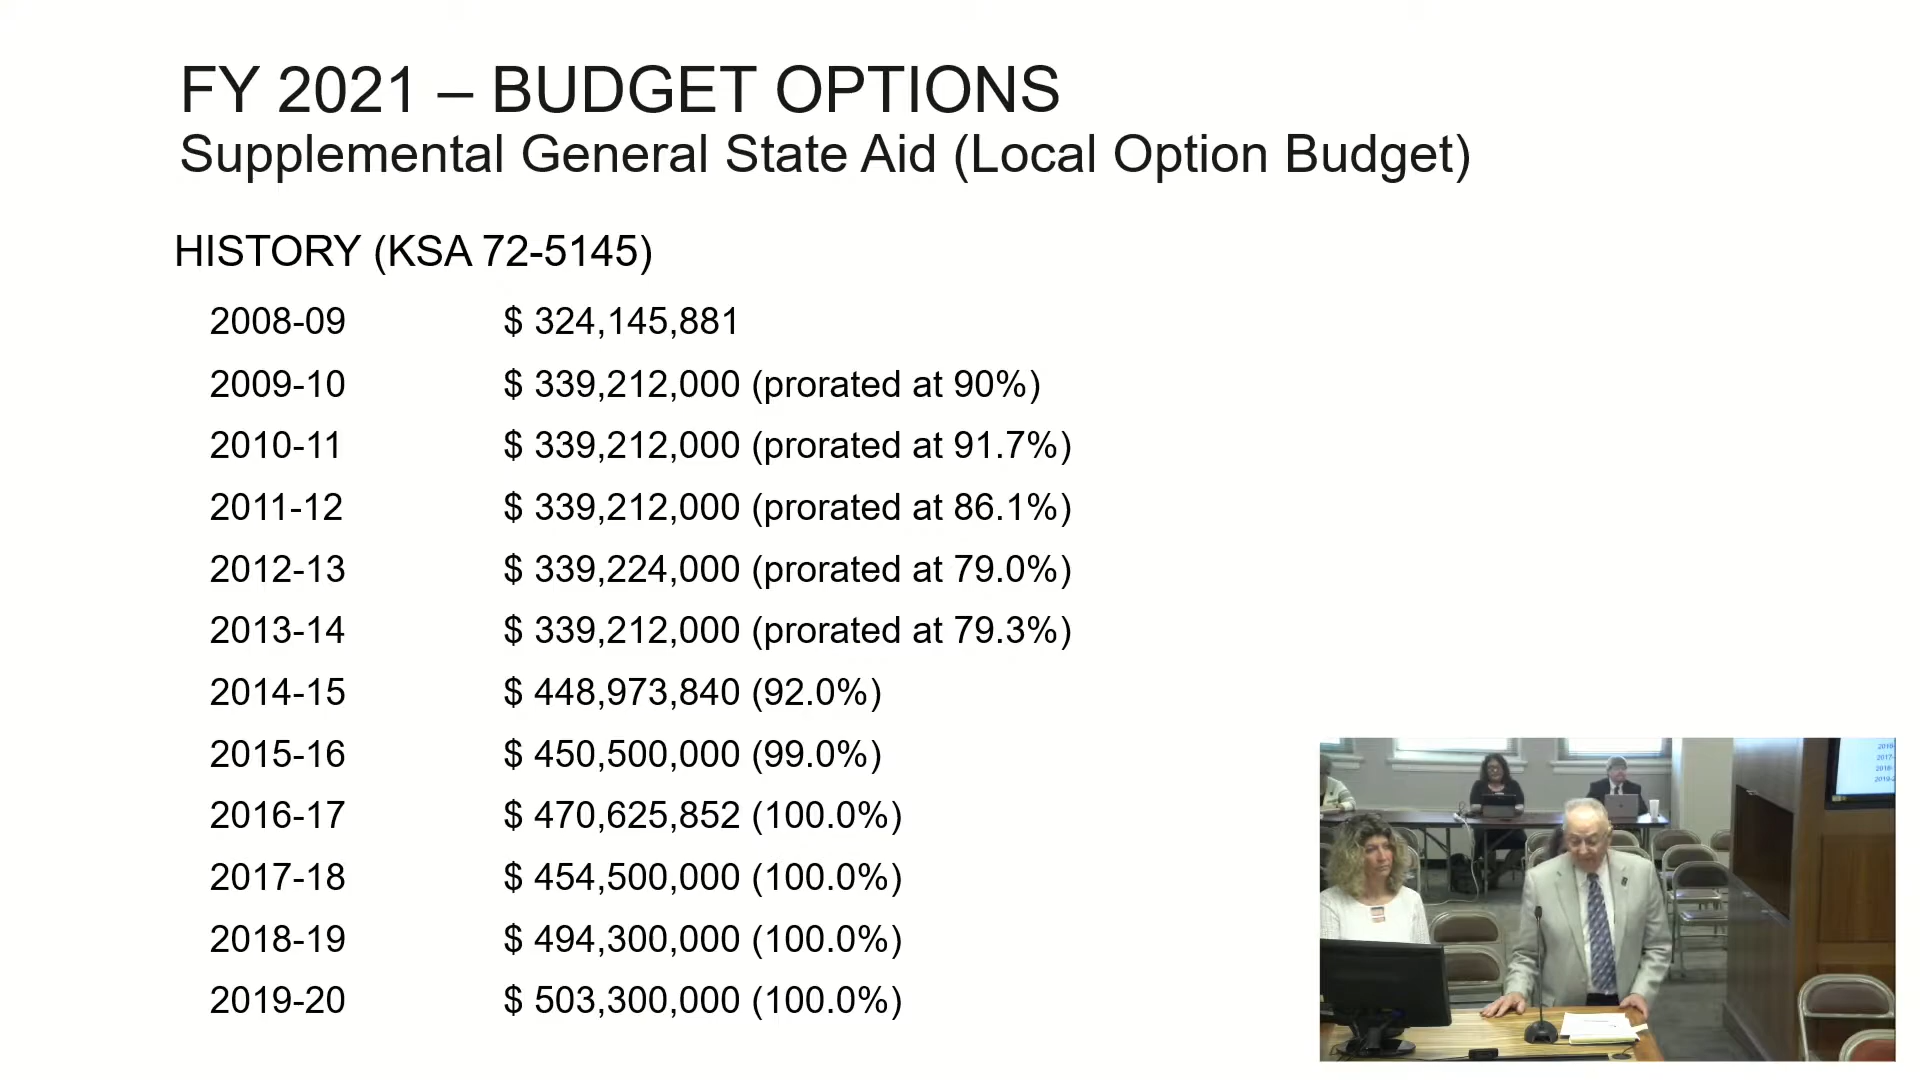 FY 2021 – BUDGET OPTIONS
Supplemental General State Aid (Local Option Budget)
HISTORY (KSA 72-5145)
2008-09 $ 324,145,881
2009-10 $ 339,212,000 (prorated at 90%)
2010-11 $ 339,212,000 (prorated at 91.7%)
2011-12 $ 339,212,000 (prorated at 86.1%)
2012-13 $ 339,224,000 (prorated at 79.0%)
2013-14 $ 339,212,000 (prorated at 79.3%)
2014-15 $ 448,973,840 (92.0%)
2015-16 $ 450,500,000 (99.0%)
2016-17 $ 470,625,852 (100.0%)
2017-18 $ 454,500,000 (100.0%)
2018-19 $ 494,300,000 (100.0%)
2019-20 $ 503,300,000 (100.0%)